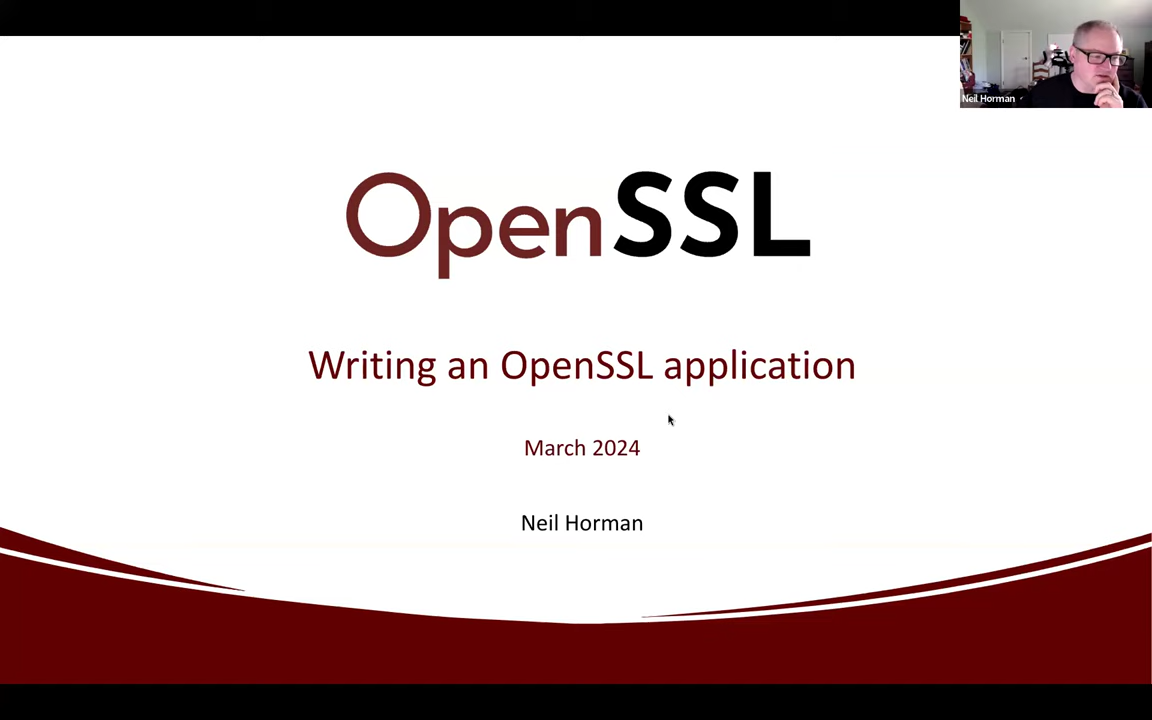 Neil Horman
OpenSSL
Writing an OpenSSL application
March 2024
Neil Horman